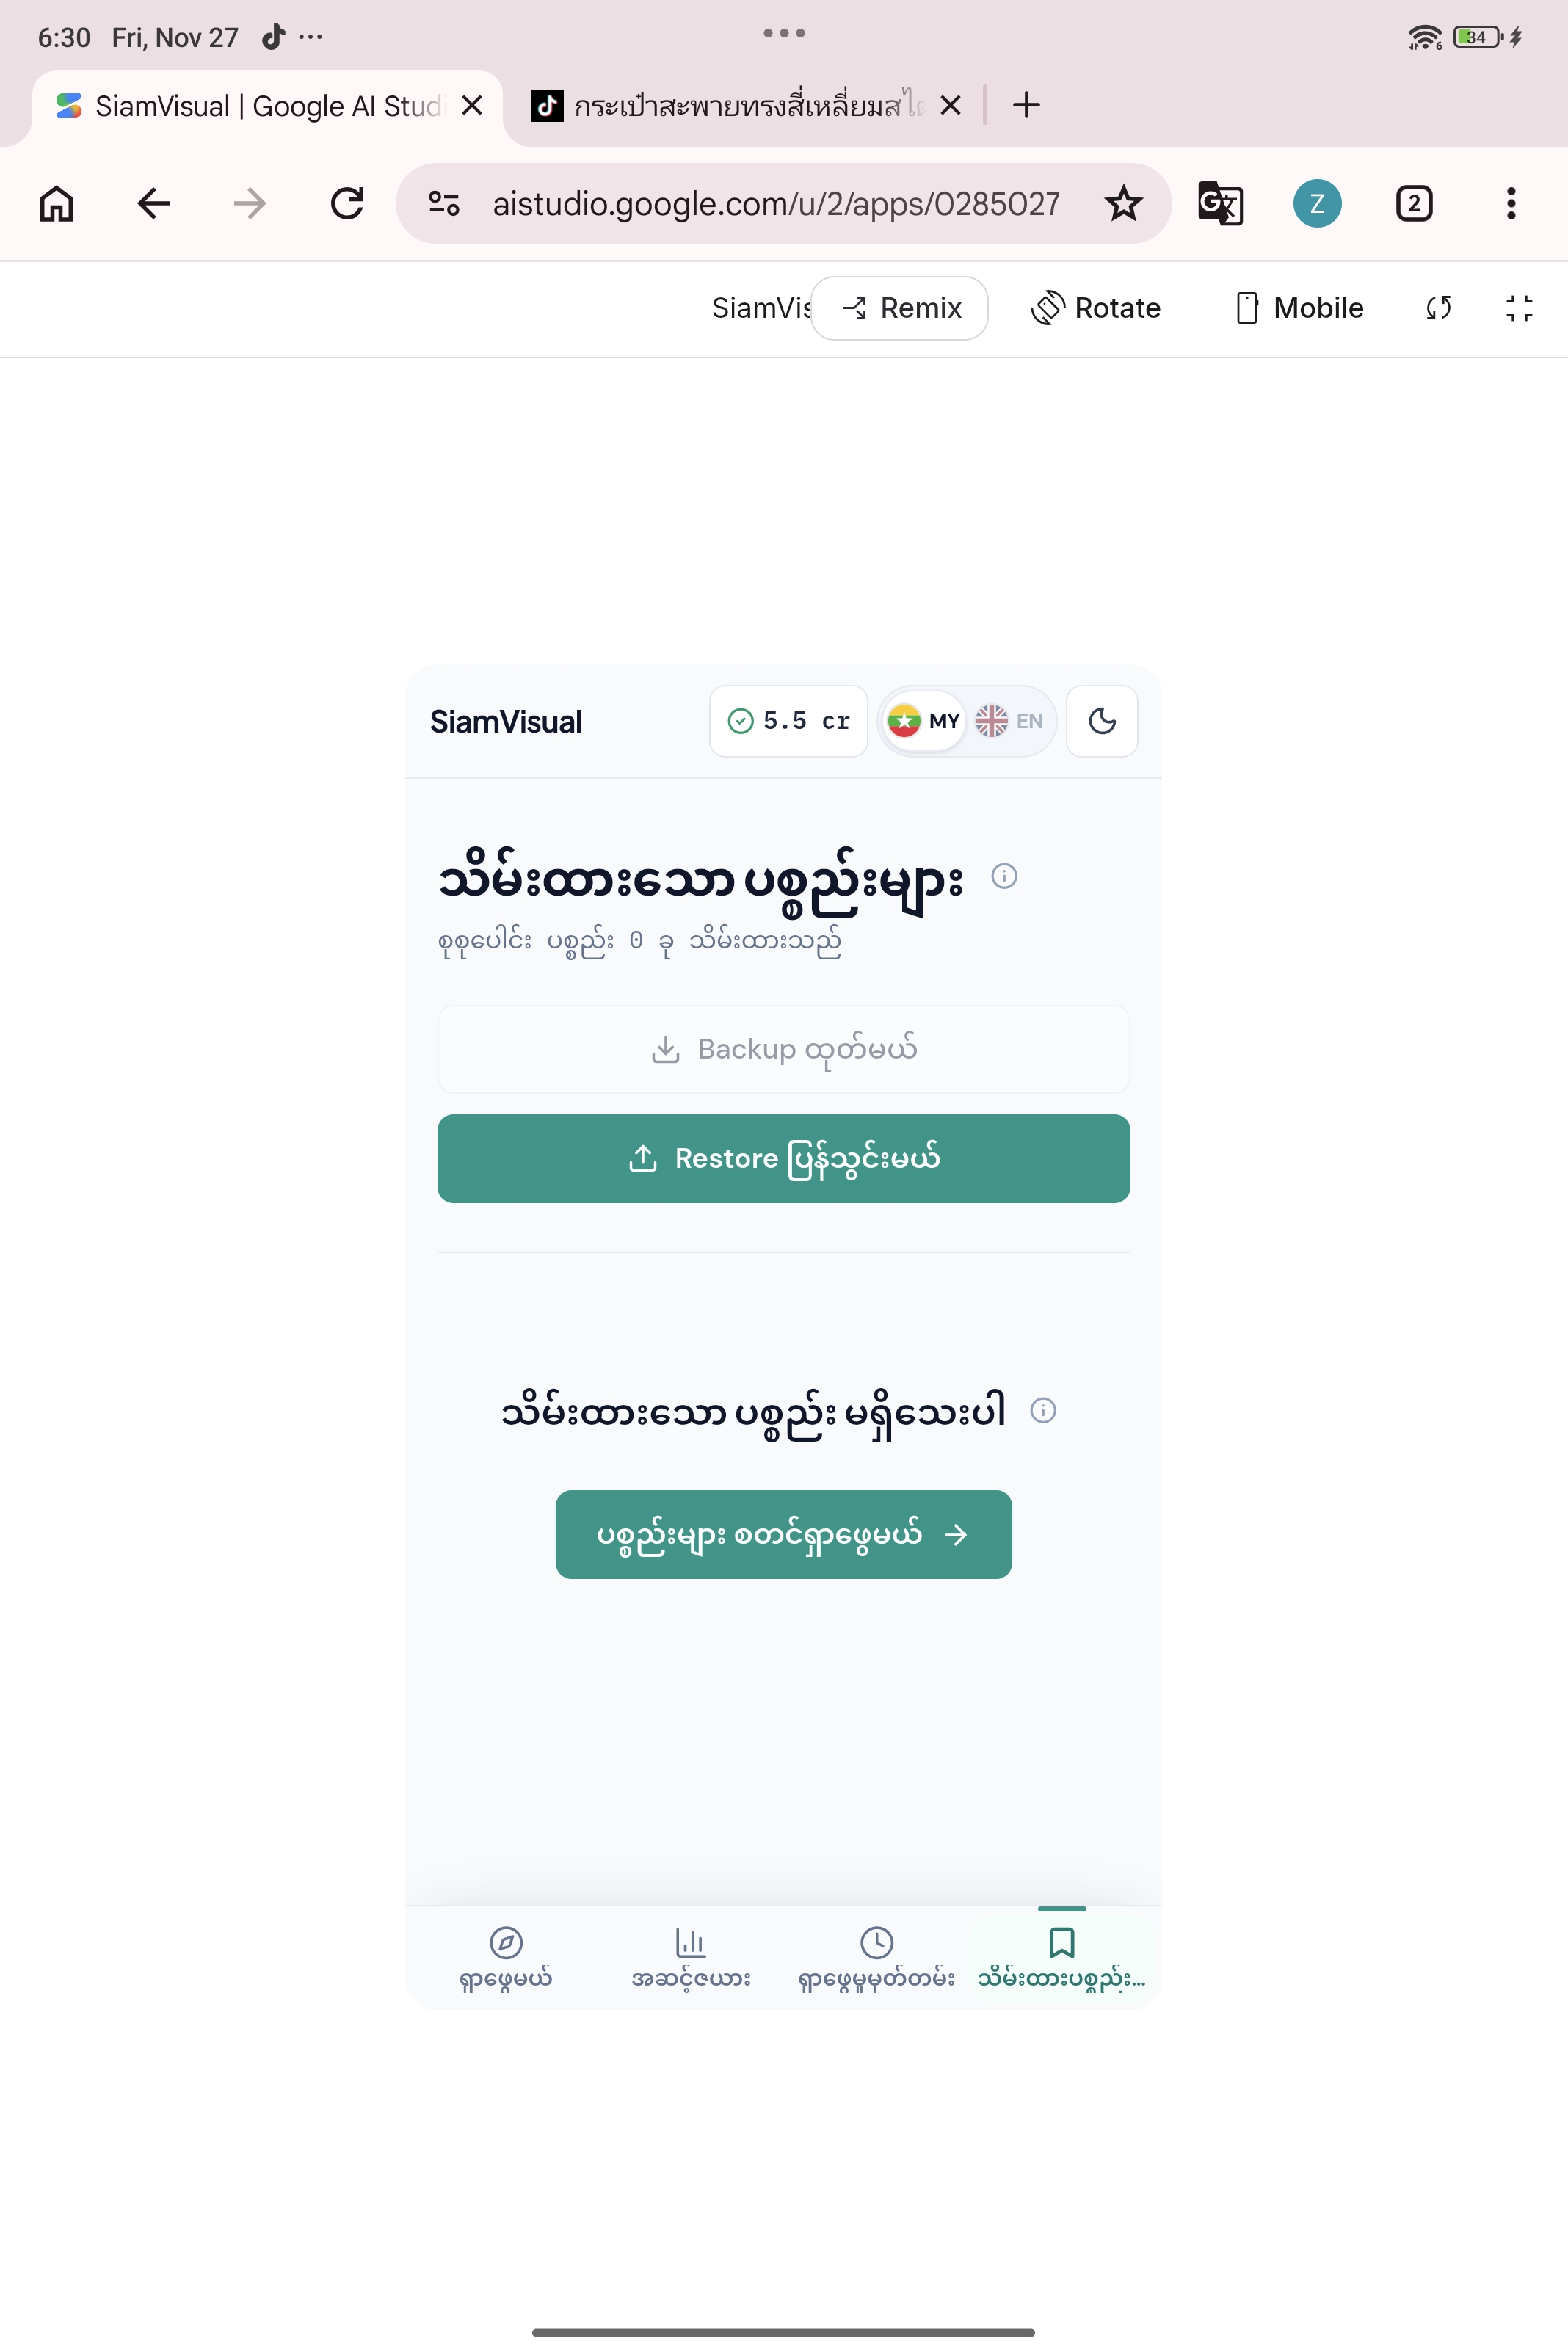 6:30 Fri, Nov 27
34
SiamVisual | Google AI Studi
กระเป๋าสะพายทรงสี่เหลี่ยมสไต
aistudio.google.com/u/2/apps/0285027
Z
2
SiamVis
Remix
Rotate
Mobile
SiamVisual
5.5 cr
MY
EN
သိမ်းထားသော ပစ္စည်းများ
စုစုပေါင်း ပစ္စည်း 0 ခု သိမ်းထားသည်
Backup ထုတ်မယ်
Restore ပြန်သွင်းမယ်
သိမ်းထားသော ပစ္စည်း မရှိသေးပါ
ပစ္စည်းများ စတင်ရှာဖွေမယ်
ရှာဖွေမယ်
အဆင့်ဇယား
ရှာဖွေမှုမှတ်တမ်း
သိမ်းထားပစ္စည်း...